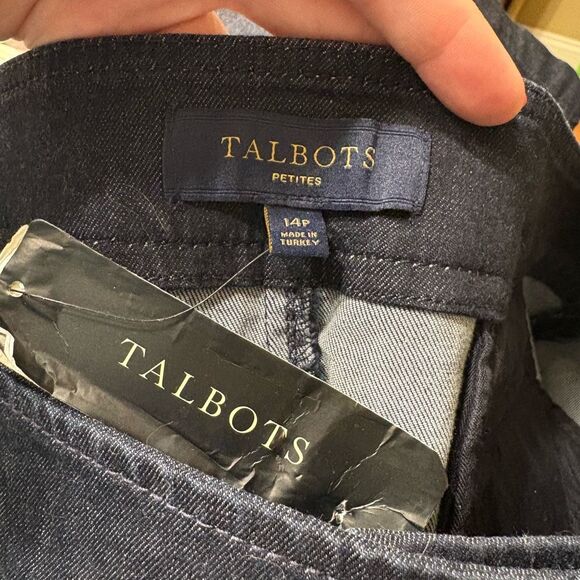 TALBOTS
PETITES
14P
MADE IN
TURKEY
TALBOTS